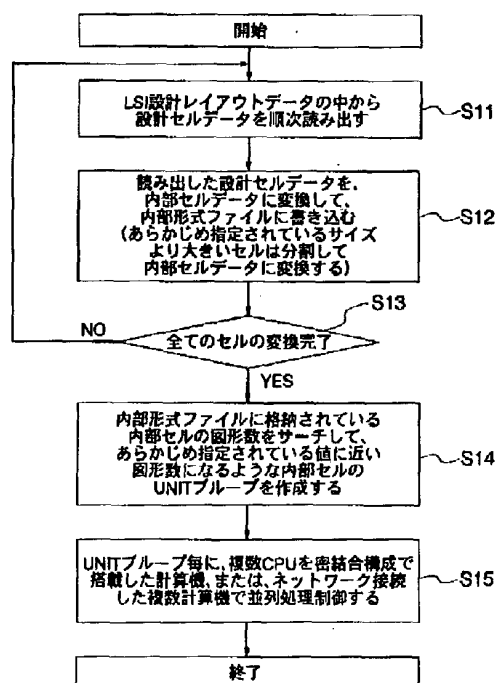 開始
LSI設計レイアウトデータの中から
設計セルデータを順次読み出す
S11
読み出した設計セルデータを,
内部セルデータに変換して,
内部形式ファイルに書き込む
(あらかじめ指定されているサイズ
より大きいセルは分割して
内部セルデータに変換する)
S12
S13
NO
全てのセルの変換完了
YES
内部形式ファイルに格納されている
内部セルの図形数をサーチして、
あらかじめ指定されている値に近い
図形数になるような内部セルの
UNITブループを作成する
S14
UNITブループ毎に,複数CPUを密結合構成で
搭載した計算機,または,ネットワーク接続
した複数計算機で並列処理制御する
S15
終了